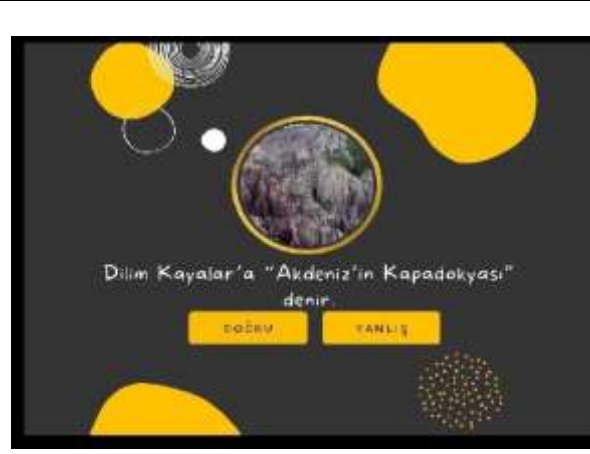 Dilim Kayalar'a "Akdeniz'in Kapadokyası"
denir.
DOĞRU
YANLIŞ